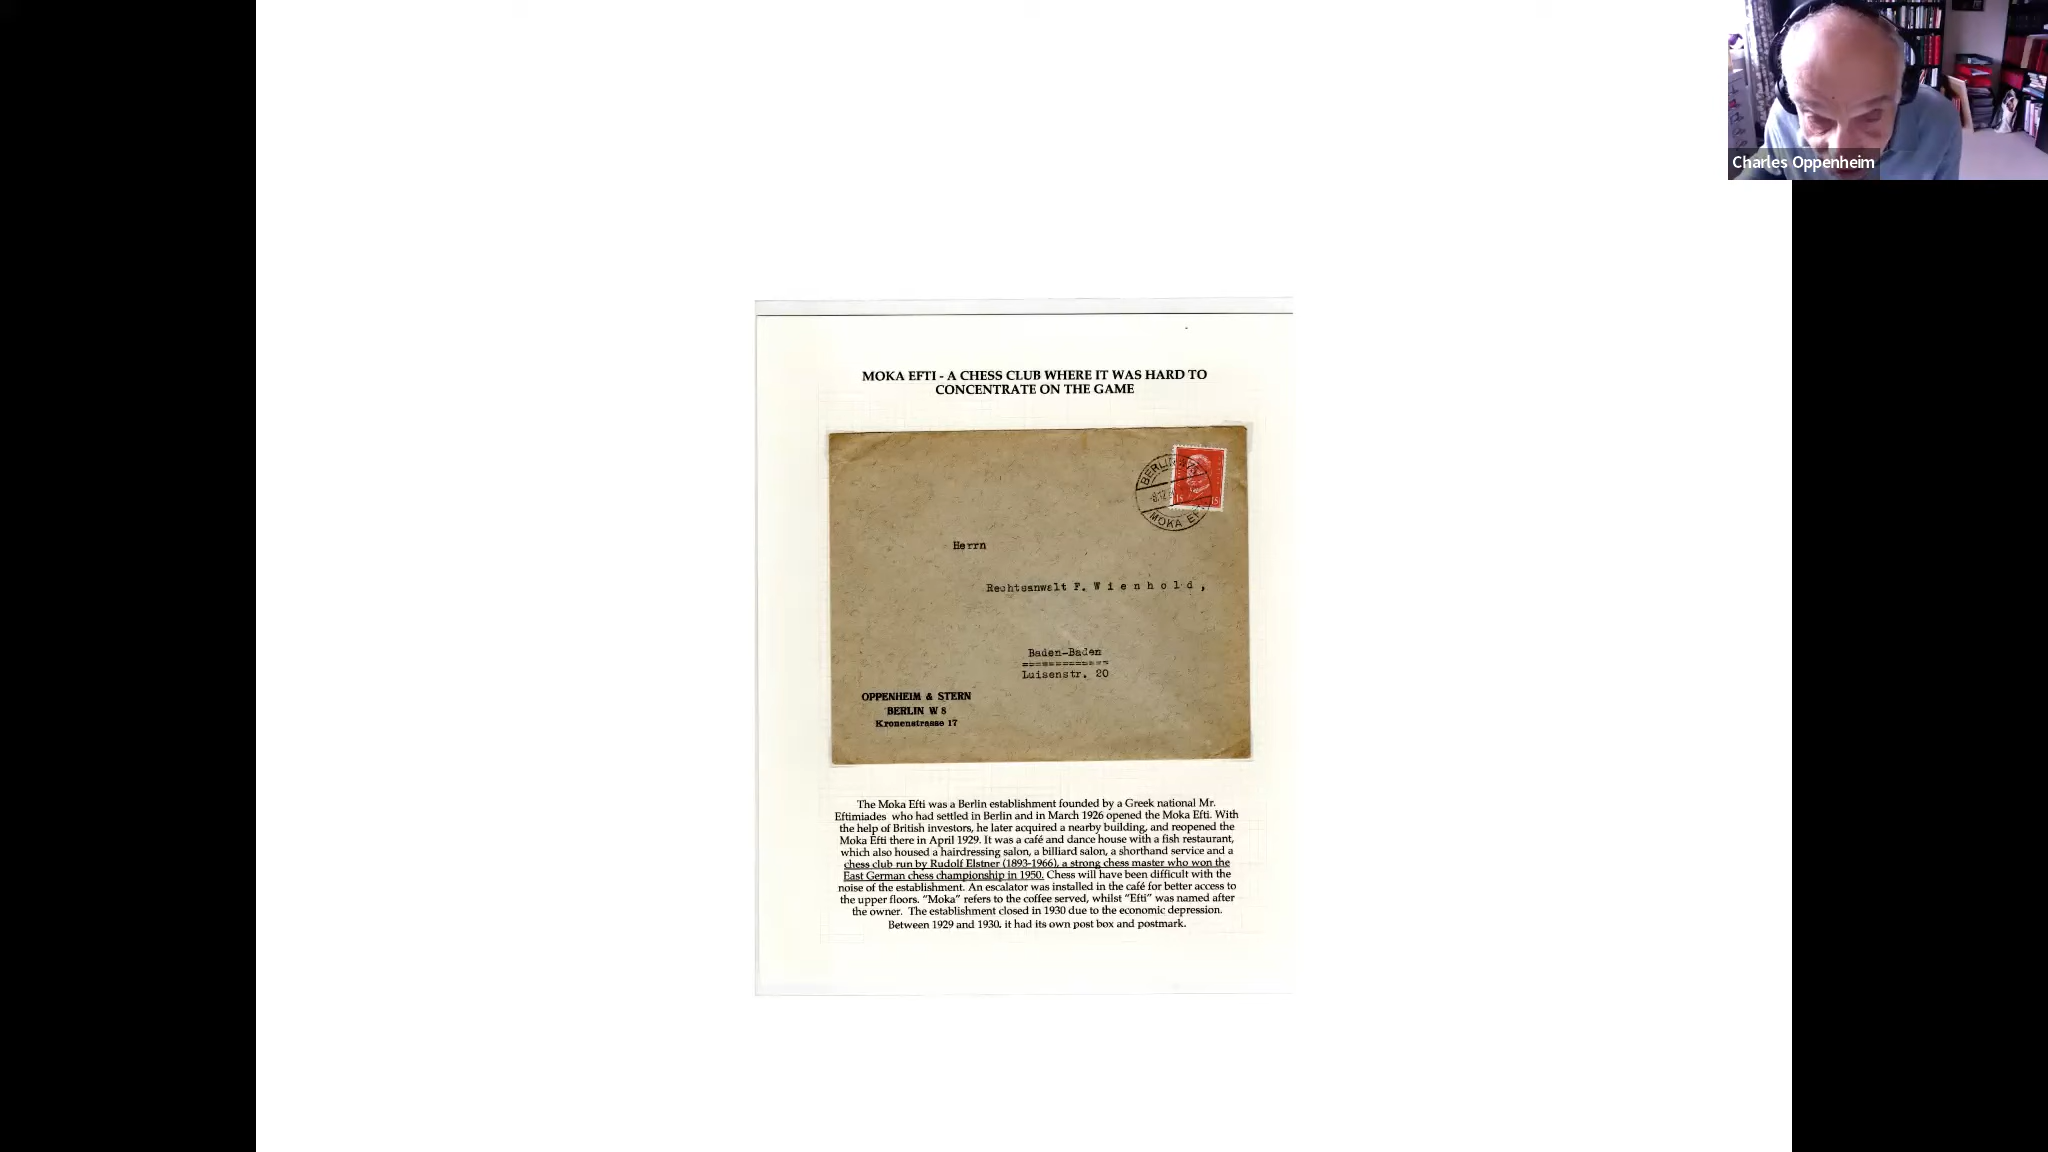 Charles Oppenheim
MOKA EFTI - A CHESS CLUB WHERE IT WAS HARD TO
CONCENTRATE ON THE GAME
BERLIN
MOKA EFTI
15 15
Herrn
Rechtsanwalt F. W i e n h o l d ,
Baden-Baden
============
Luisenstr. 20
OPPENHEIM & STERN
BERLIN W 8
Kronenstrasse 17
The Moka Efti was a Berlin establishment founded by a Greek national Mr.
Eftimiades who had settled in Berlin and in March 1926 opened the Moka Efti. With
the help of British investors, he later acquired a nearby building, and reopened the
Moka Efti there in April 1929. It was a café and dance house with a fish restaurant,
which also housed a hairdressing salon, a billiard salon, a shorthand service and a
chess club run by Rudolf Elstner (1893-1966), a strong chess master who won the
East German chess championship in 1950. Chess will have been difficult with the
noise of the establishment. An escalator was installed in the café for better access to
the upper floors. “Moka” refers to the coffee served, whilst “Efti” was named after
the owner. The establishment closed in 1930 due to the economic depression.
Between 1929 and 1930, it had its own post box and postmark.